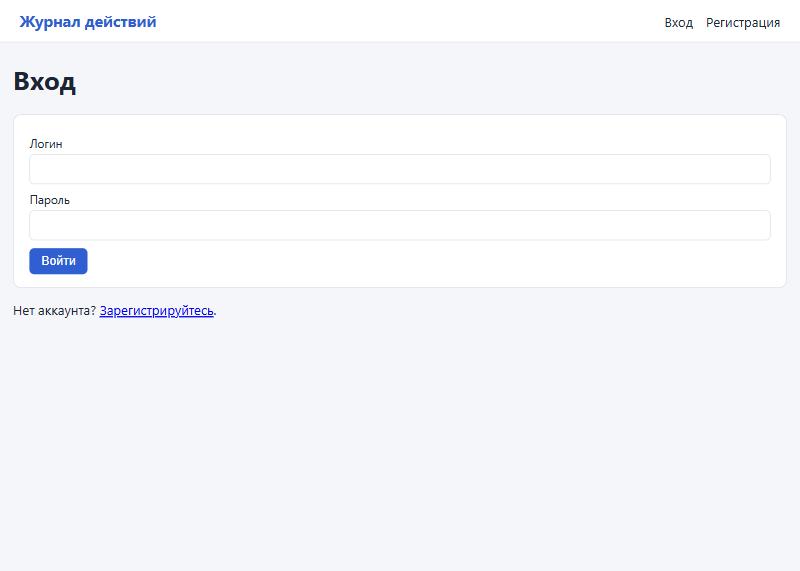 Журнал действий
Вход Регистрация
Вход
Логин
Пароль
Войти
Нет аккаунта? Зарегистрируйтесь.